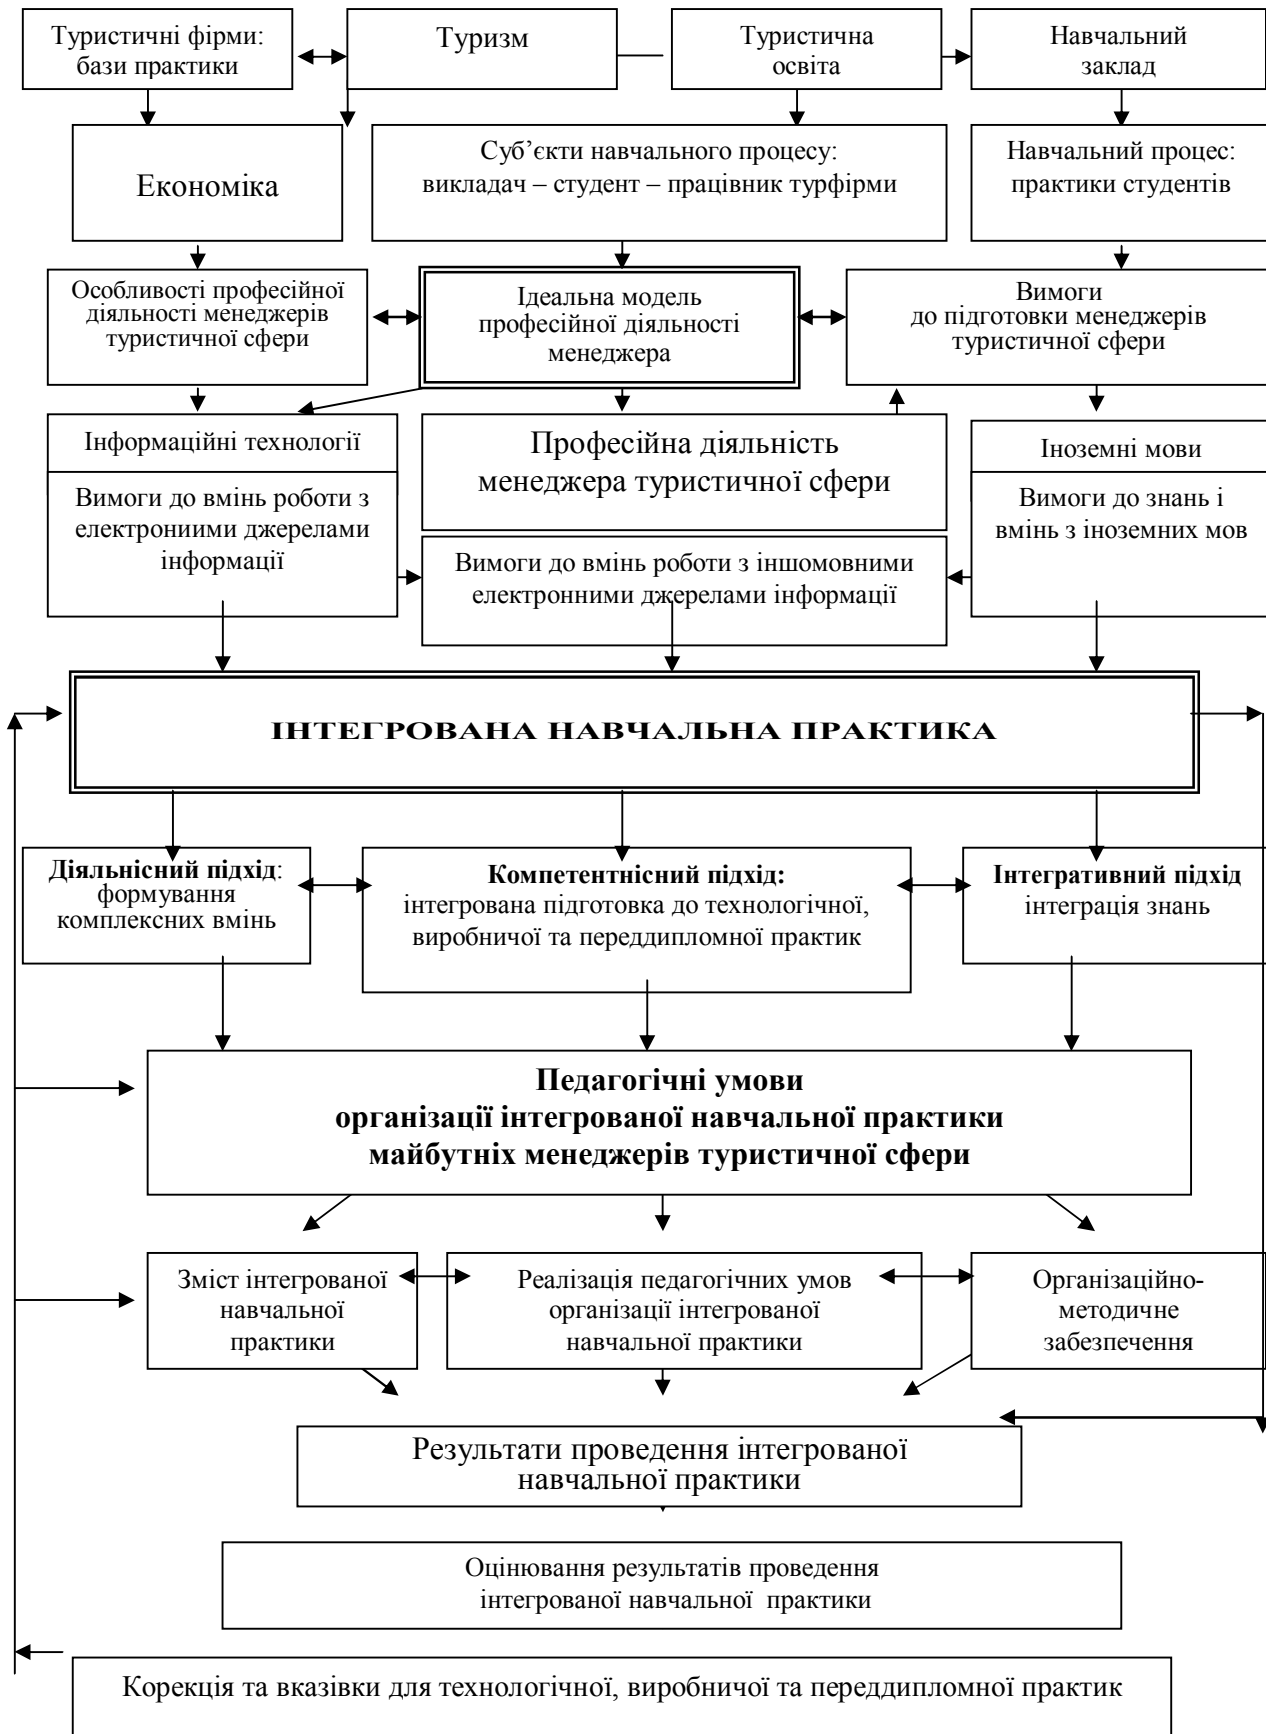 Туристичні фірми:
бази практики
Туризм
Туристична
освіта
Навчальний
заклад
Економіка
Суб’єкти навчального процесу:
викладач – студент – працівник турфірми
Навчальний процес:
практики студентів
Особливості професійної
діяльності менеджерів
туристичної сфери
Ідеальна модель
професійної діяльності
менеджера
Вимоги
до підготовки менеджерів
туристичної сфери
Інформаційні технології
Професійна діяльність
менеджера туристичної сфери
Іноземні мови
Вимоги до вмінь роботи з
електрониими джерелами
інформації
Вимоги до знань і
вмінь з іноземних мов
Вимоги до вмінь роботи з іншомовними
електронними джерелами інформації
ІНТЕГРОВАНА НАВЧАЛЬНА ПРАКТИКА
Діяльнісний підхід:
формування
комплексних вмінь
Компетентнісний підхід:
інтегрована підготовка до технологічної,
виробничої та переддипломної практик
Інтегративний підхід
інтеграція знань
Педагогічні умови
організації інтегрованої навчальної практики
майбутніх менеджерів туристичної сфери
Зміст інтегрованої
навчальної
практики
Реалізація педагогічних умов
організації інтегрованої
навчальної практики
Організаційно-
методичне
забезпечення
Результати проведення інтегрованої
навчальної практики
Оцінювання результатів проведення
інтегрованої навчальної практики
Корекція та вказівки для технологічної, виробничої та переддипломної практик